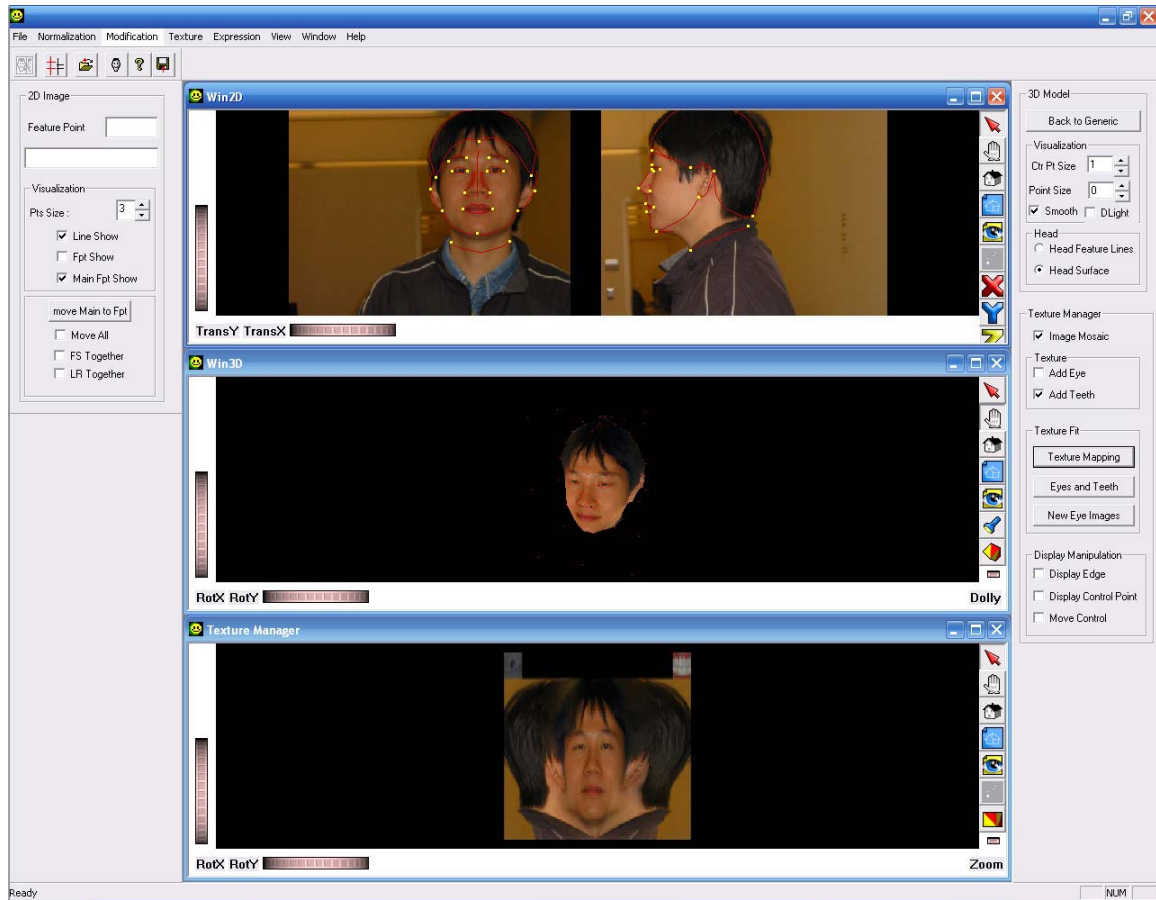 File Normalization Modification Texture Expression View Window Help
2D Image
Feature Point
Visualization
Pts Size : 3
Line Show
Fpt Show
Main Fpt Show
move Main to Fpt
Move All
FS Together
LR Together
Win2D
TransY TransX
Win3D
RotX RotY
Dolly
Texture Manager
RotX RotY
Zoom
3D Model
Back to Generic
Visualization
Ctr Pt Size 1
Point Size 0
Smooth DLight
Head
Head Feature Lines
Head Surface
Texture Manager
Image Mosaic
Texture
Add Eye
Add Teeth
Texture Fit
Texture Mapping
Eyes and Teeth
New Eye Images
Display Manipulation
Display Edge
Display Control Point
Move Control
Ready
NUM